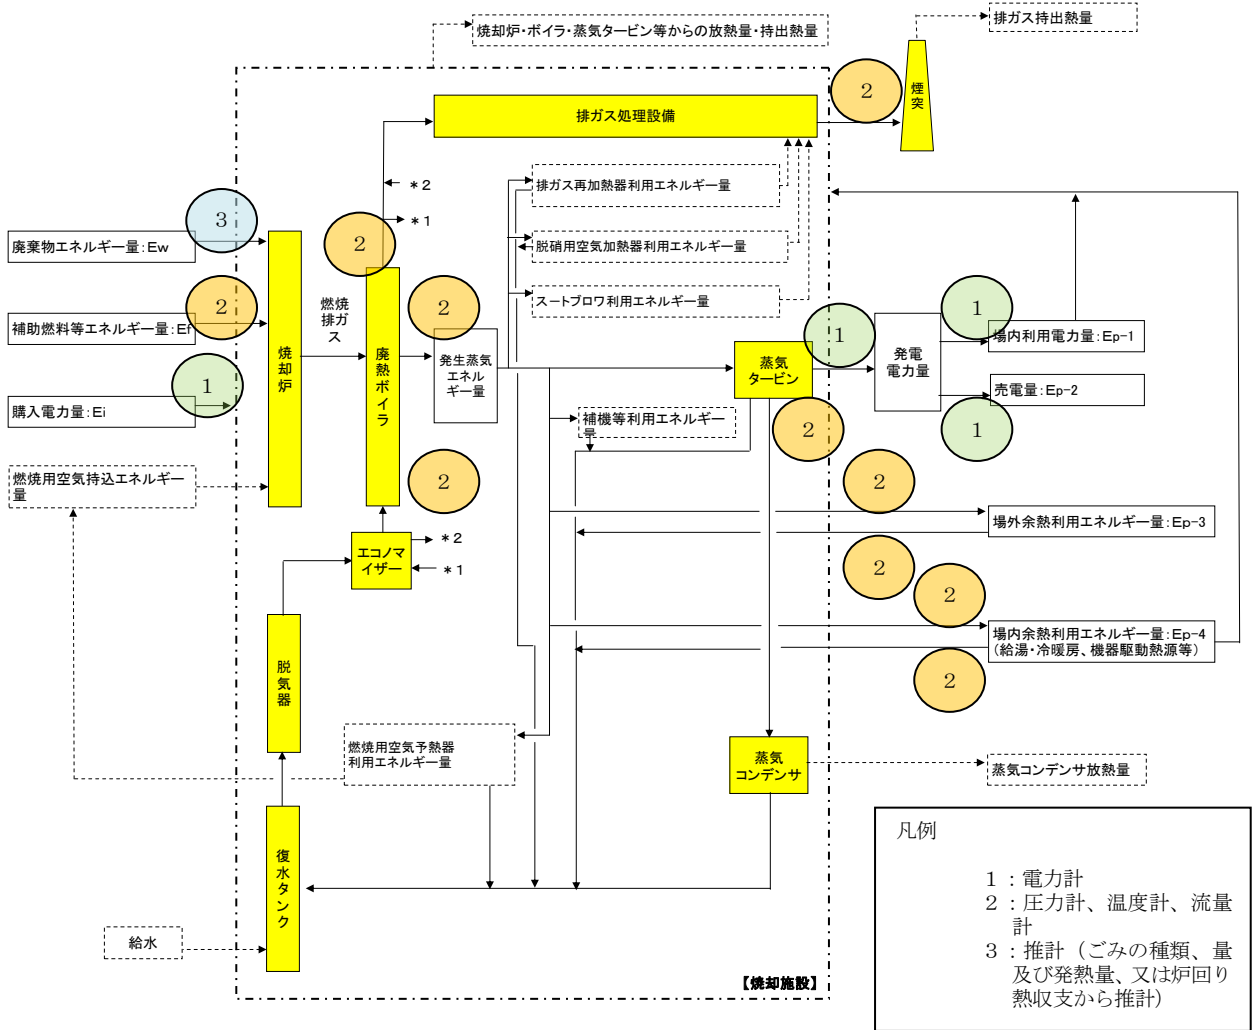 焼却炉・ボイラ・蒸気タービン等からの放熱量・持出熱量
排ガス持出熱量
2
煙突
排ガス処理設備
*2
*1
排ガス再加熱器利用エネルギー量
脱硝用空気加熱器利用エネルギー量
スートブロワ利用エネルギー量
3
廃棄物エネルギー量:Ew
2
補助燃料等エネルギー量:Ef
1
購入電力量:Ei
燃焼用空気持込エネルギー
量
焼却炉
燃焼
排ガ
ス
2
廃熱ボイラ
2
発生蒸気
エネル
ギー量
2
蒸気
タービン
1
発電
電力量
1
場内利用電力量:Ep-1
売電量:Ep-2
1
2
補機等利用エネルギー
量
2
場外余熱利用エネルギー量:Ep-3
2
2
場内余熱利用エネルギー量:Ep-4
(給湯・冷暖房、機器駆動熱源等)
2
エコノマ
イザー
*2
*1
脱気器
燃焼用空気予熱器
利用エネルギー量
蒸気
コンデンサ
蒸気コンデンサ放熱量
復水タンク
給水
【焼却施設】
凡例
1:電力計
2:圧力計、温度計、流量
計
3:推計(ごみの種類、量
及び発熱量、又は炉回り
熱収支から推計)